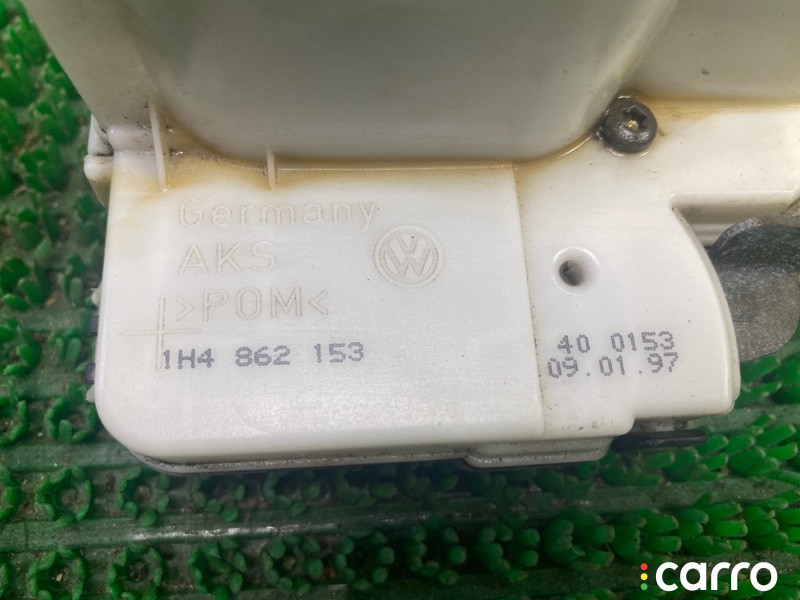 Germany
AKS
>POM<
1H4 862 153
40 0153
09.01.97
carro